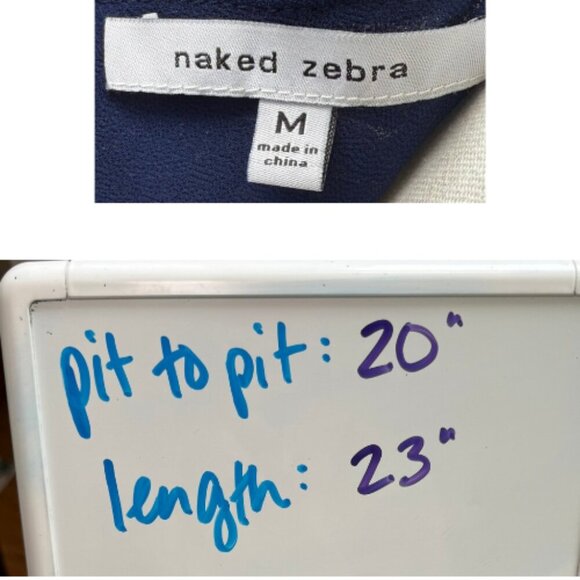 naked zebra
M
made in
china
pit to pit: 20"
length: 23"